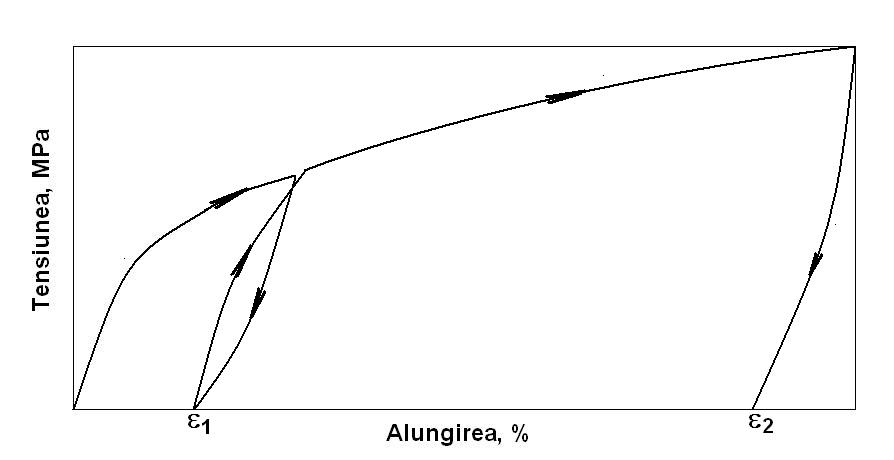 Tensiunea, MPa
ε1
ε2
Alungirea, %